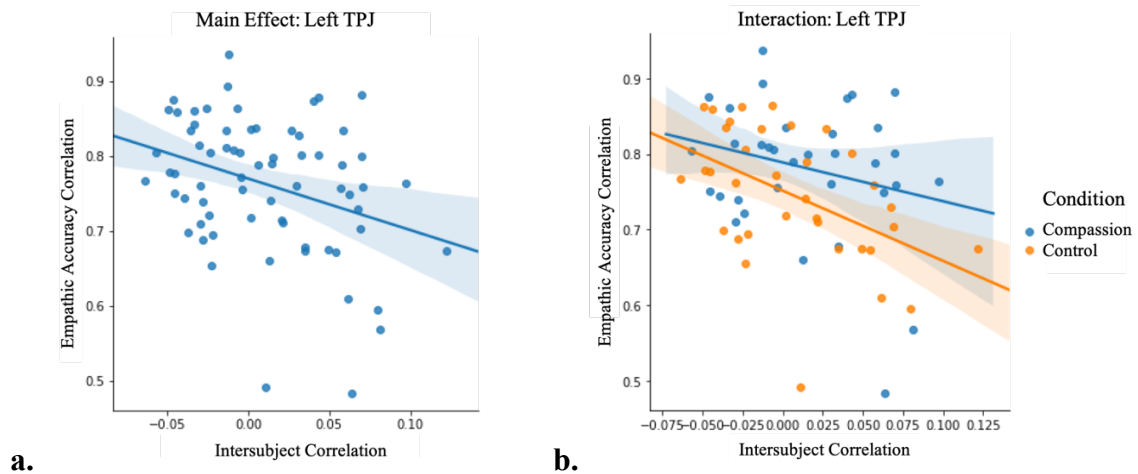 Main Effect: Left TPJ
Empathic Accuracy Correlation
0.9
0.8
0.7
0.6
0.5
−0.05
0.00
0.05
0.10
Intersubject Correlation
a.
Interaction: Left TPJ
Empathic Accuracy Correlation
0.9
0.8
0.7
0.6
0.5
−0.075−0.050−0.025 0.000 0.025 0.050 0.075 0.100 0.125
Intersubject Correlation
Condition
Compassion
Control
b.